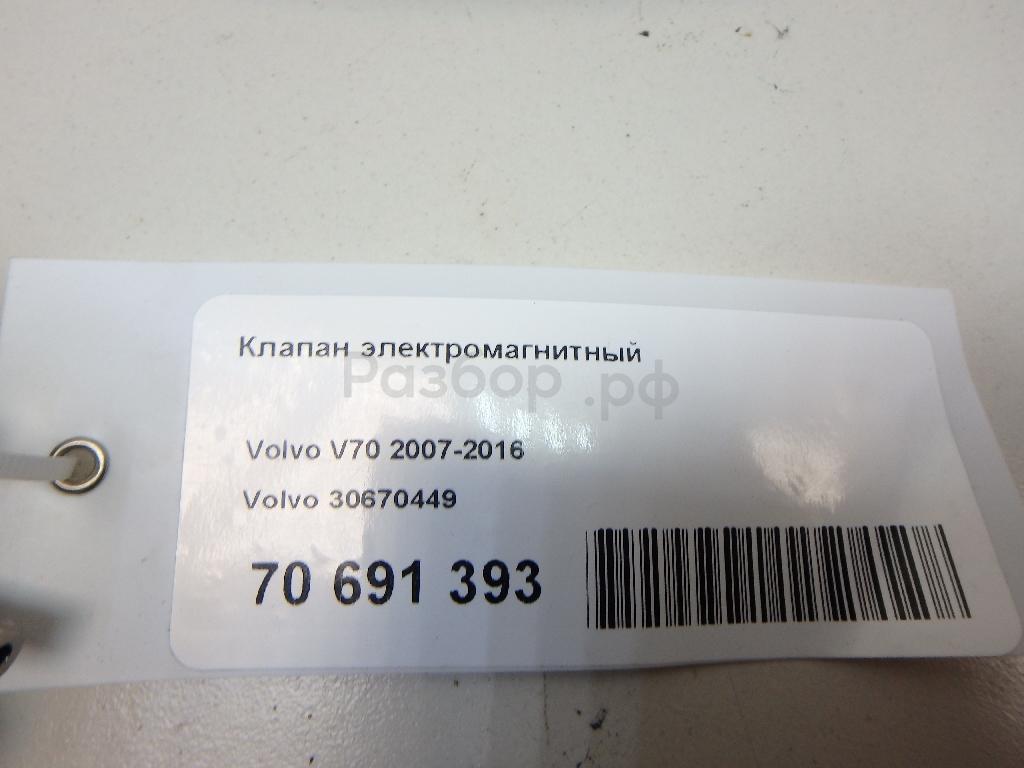 Клапан электромагнитный
Разбор.рф
Volvo V70 2007-2016
Volvo 30670449
70 691 393